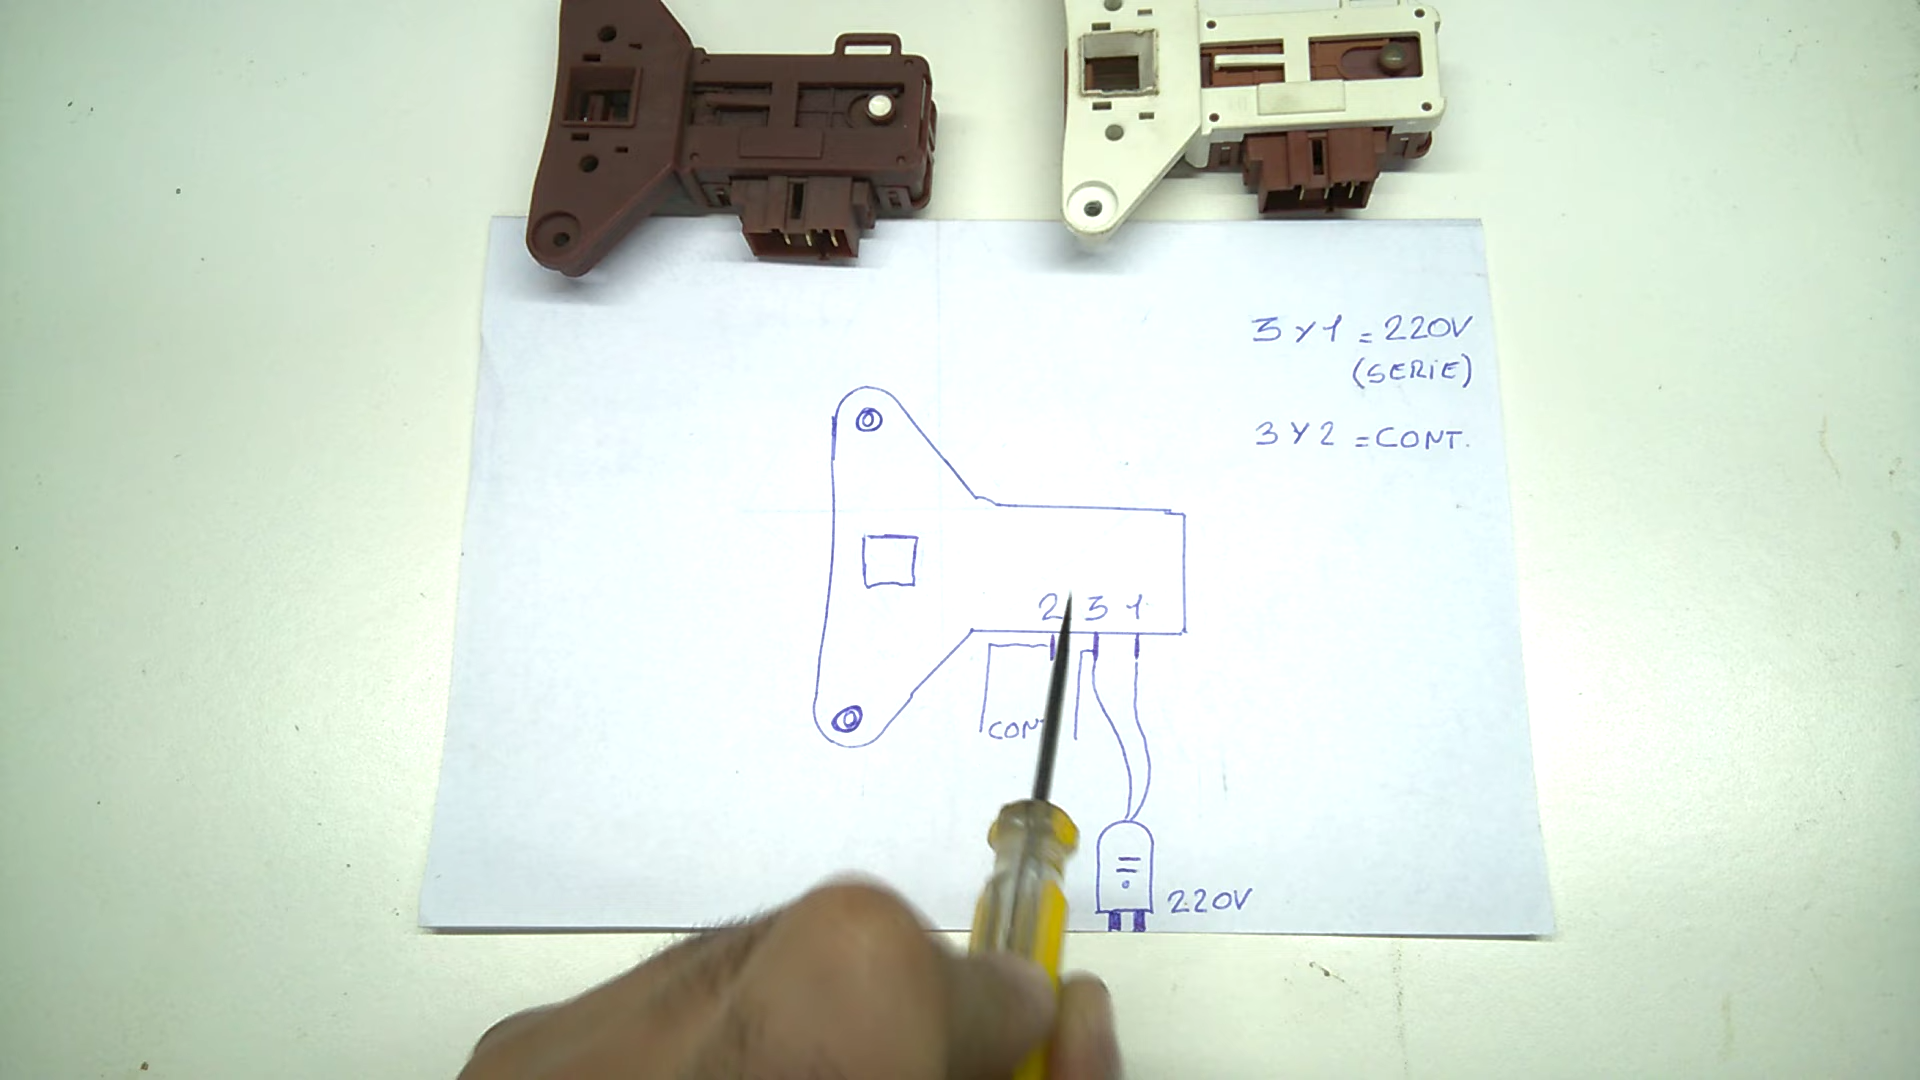 3 Y 1 = 220V
(SERIE)
3 Y 2 = CONT.
2 3 1
CONT
220V